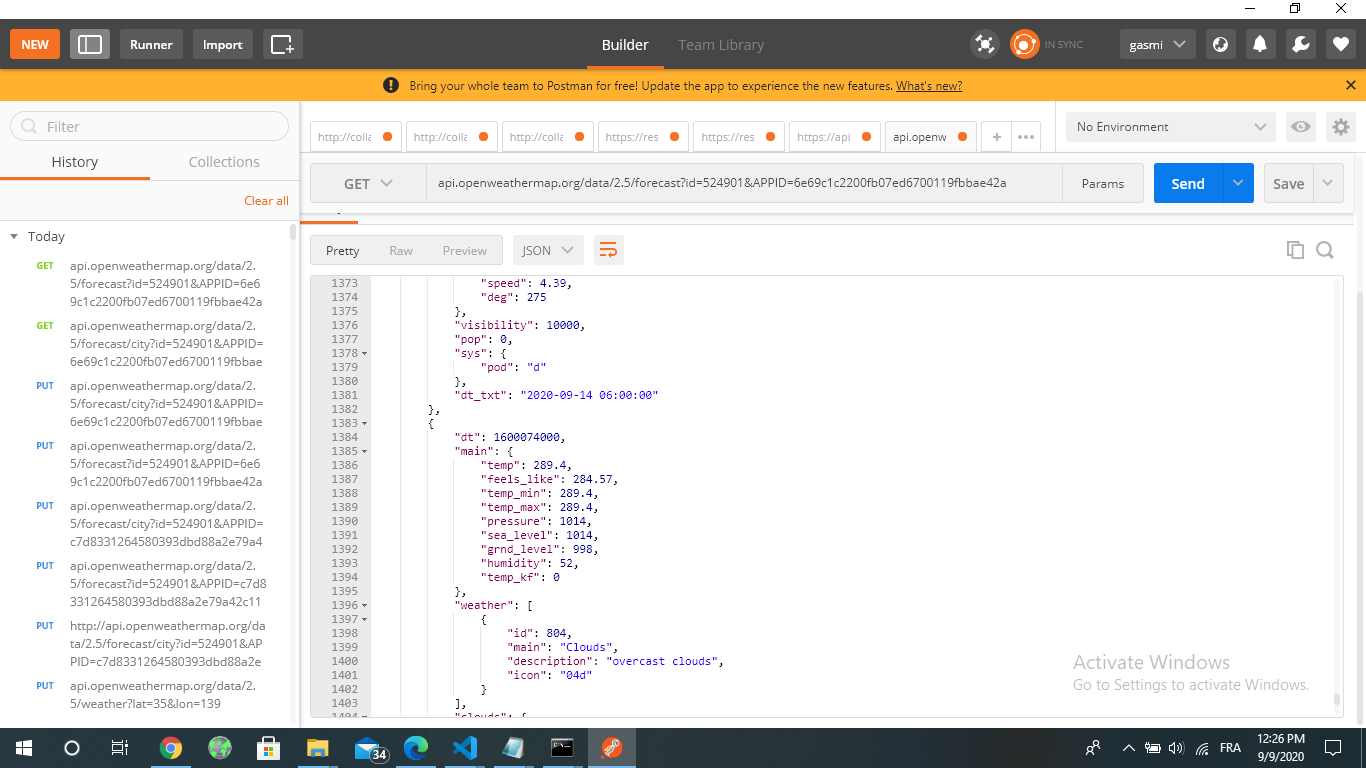 NEW
Runner
Import
Builder
Team Library
IN SYNC
gasmi
Bring your whole team to Postman for free! Update the app to experience the new features. What's new?
Filter
History
Collections
Clear all
Today
GET api.openweathermap.org/data/2.
5/forecast?id=524901&APPID=6e6
9c1c2200fb07ed6700119fbbae42a
GET api.openweathermap.org/data/2.
5/forecast/city?id=524901&APPID=
6e69c1c2200fb07ed6700119fbbae
PUT api.openweathermap.org/data/2.
5/forecast/city?id=524901&APPID=
6e69c1c2200fb07ed6700119fbbae
PUT api.openweathermap.org/data/2.
5/forecast?id=524901&APPID=6e6
9c1c2200fb07ed6700119fbbae42a
PUT api.openweathermap.org/data/2.
5/forecast/city?id=524901&APPID=
c7d8331264580393dbd88a2e79a4
PUT api.openweathermap.org/data/2.
5/forecast?id=524901&APPID=c7d8
331264580393dbd88a2e79a42c11
PUT http://api.openweathermap.org/da
ta/2.5/forecast/city?id=524901&AP
PID=c7d8331264580393dbd88a2e
PUT api.openweathermap.org/data/2.
5/weather?lat=35&lon=139
http://colla
http://colla
http://colla
https://res
https://res
https://api
api.openw
No Environment
GET
api.openweathermap.org/data/2.5/forecast?id=524901&APPID=6e69c1c2200fb07ed6700119fbbae42a
Params
Send
Save
Pretty
Raw
Preview
JSON
1373 "speed": 4.39,
1374 "deg": 275
1375 },
1376 "visibility": 10000,
1377 "pop": 0,
1378 "sys": {
1379 "pod": "d"
1380 },
1381 "dt_txt": "2020-09-14 06:00:00"
1382 },
1383 {
1384 "dt": 1600074000,
1385 "main": {
1386 "temp": 289.4,
1387 "feels_like": 284.57,
1388 "temp_min": 289.4,
1389 "temp_max": 289.4,
1390 "pressure": 1014,
1391 "sea_level": 1014,
1392 "grnd_level": 998,
1393 "humidity": 52,
1394 "temp_kf": 0
1395 },
1396 "weather": [
1397 {
1398 "id": 804,
1399 "main": "Clouds",
1400 "description": "overcast clouds",
1401 "icon": "04d"
1402 }
1403 ],
1404 "clouds": {
Activate Windows
Go to Settings to activate Windows.
34
FRA
12:26 PM
9/9/2020